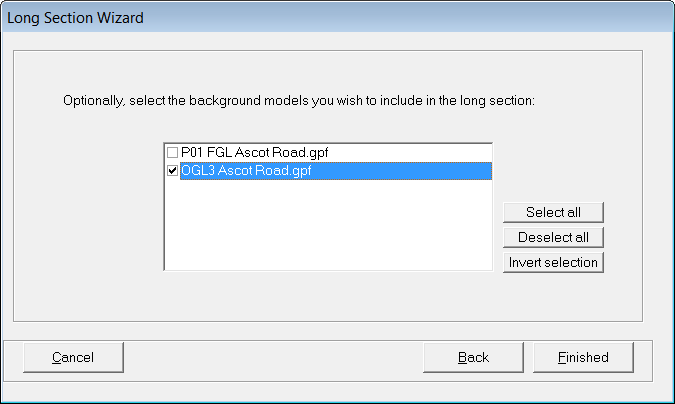 Long Section Wizard
Optionally, select the background models you wish to include in the long section:
P01 FGL Ascot Road.gpf
OGL3 Ascot Road.gpf
Select all
Deselect all
Invert selection
Cancel
Back
Finished